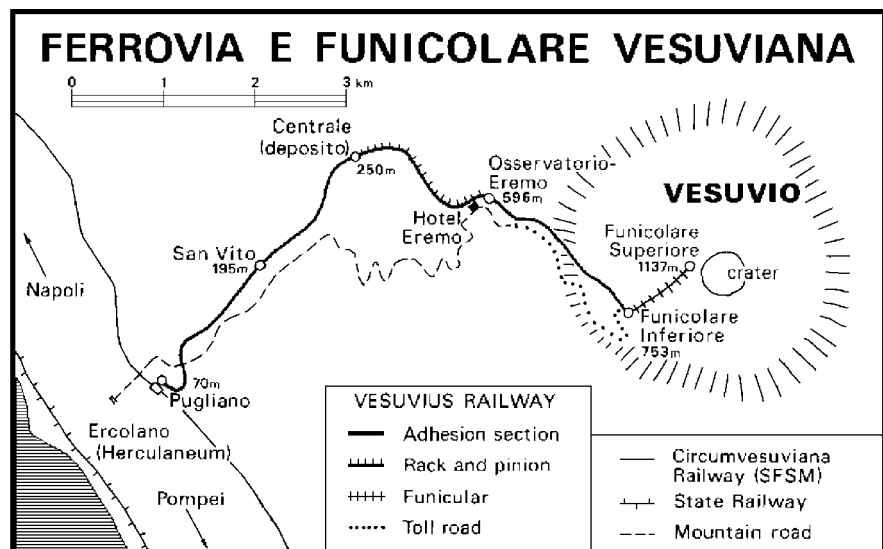 FERROVIA E FUNICOLARE VESUVIANA
0 1 2 3 km
Centrale
(deposito)
250m
Osservatorio-
Eremo
596m
Hotel
Eremo
VESUVIO
San Vito
195m
Funicolare
Superiore
1137m
crater
Napoli
Funicolare
Inferiore
753m
70m
Pugliano
Ercolano
(Herculaneum)
Pompei
VESUVIUS RAILWAY
Adhesion section
Rack and pinion
Funicular
Toll road
Circumvesuviana
Railway (SFSM)
State Railway
Mountain road